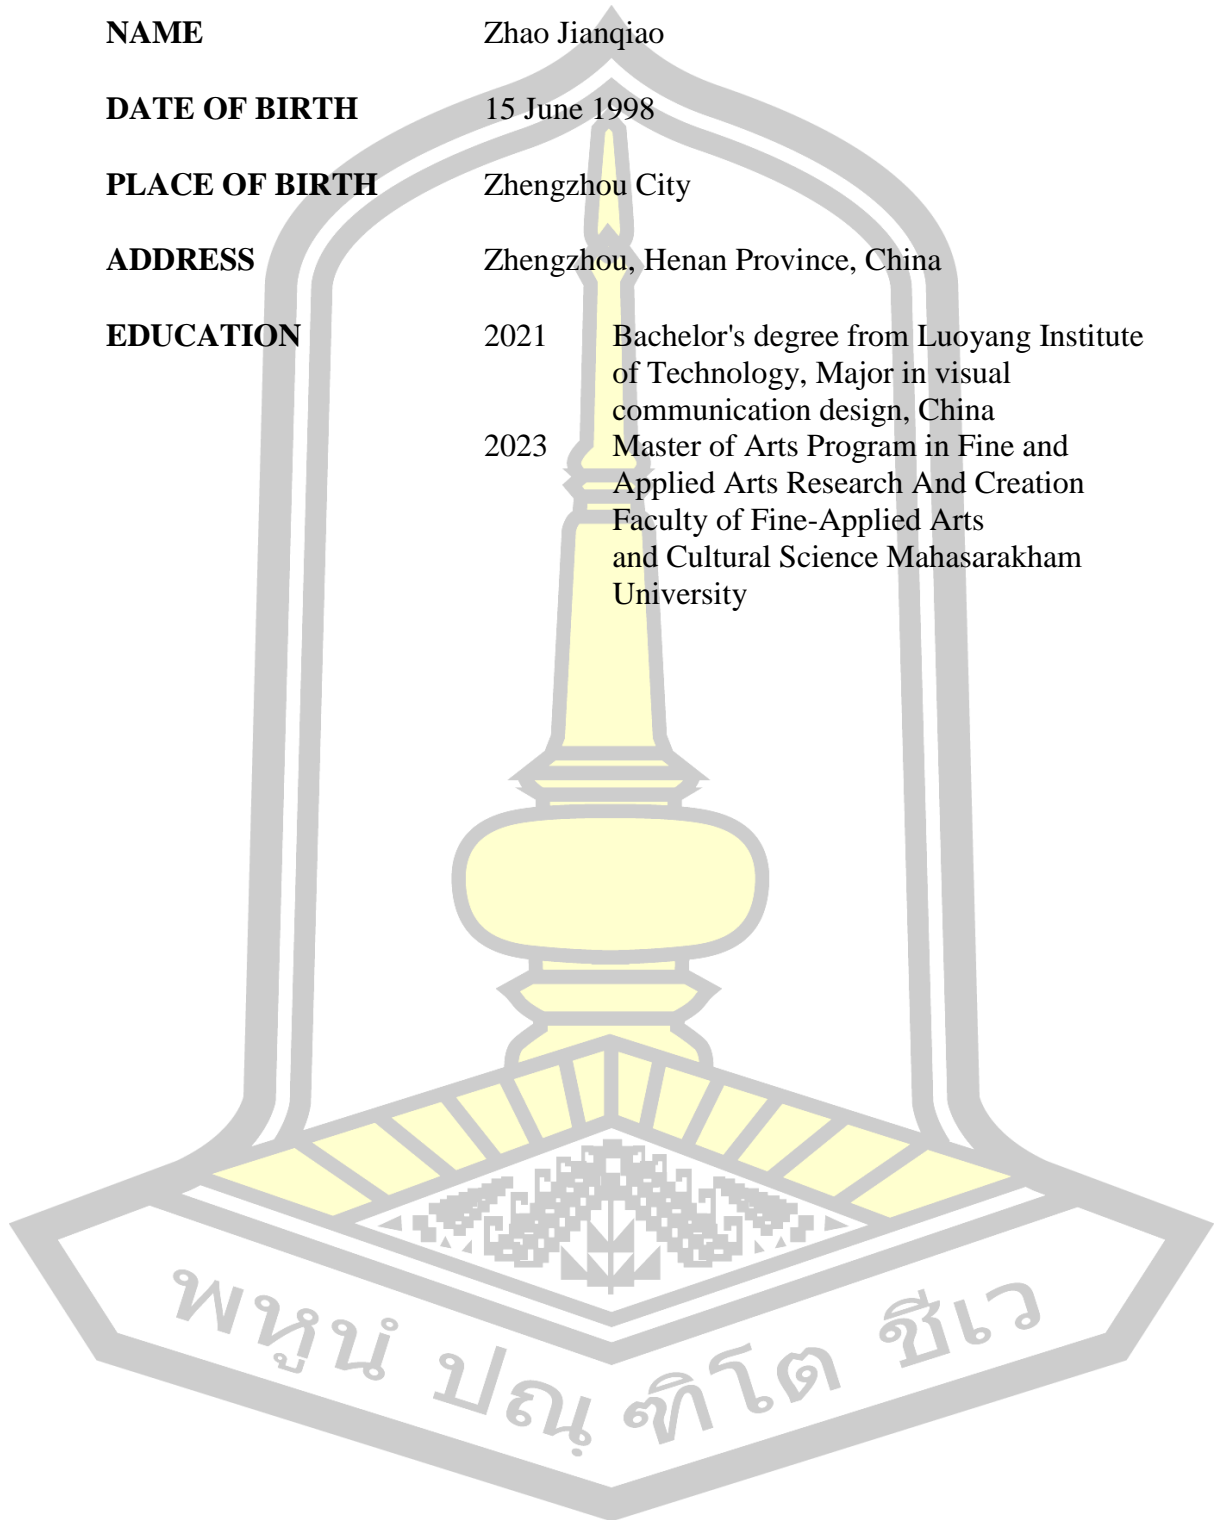 NAME Zhao Jianqiao
DATE OF BIRTH 15 June 1998
PLACE OF BIRTH Zhengzhou City
ADDRESS Zhengzhou, Henan Province, China
EDUCATION 2021 Bachelor's degree from Luoyang Institute
of Technology, Major in visual
communication design, China
2023 Master of Arts Program in Fine and
Applied Arts Research And Creation
Faculty of Fine-Applied Arts
and Cultural Science Mahasarakham
University
พหูนํ ปณฺฑิโต ชีเว